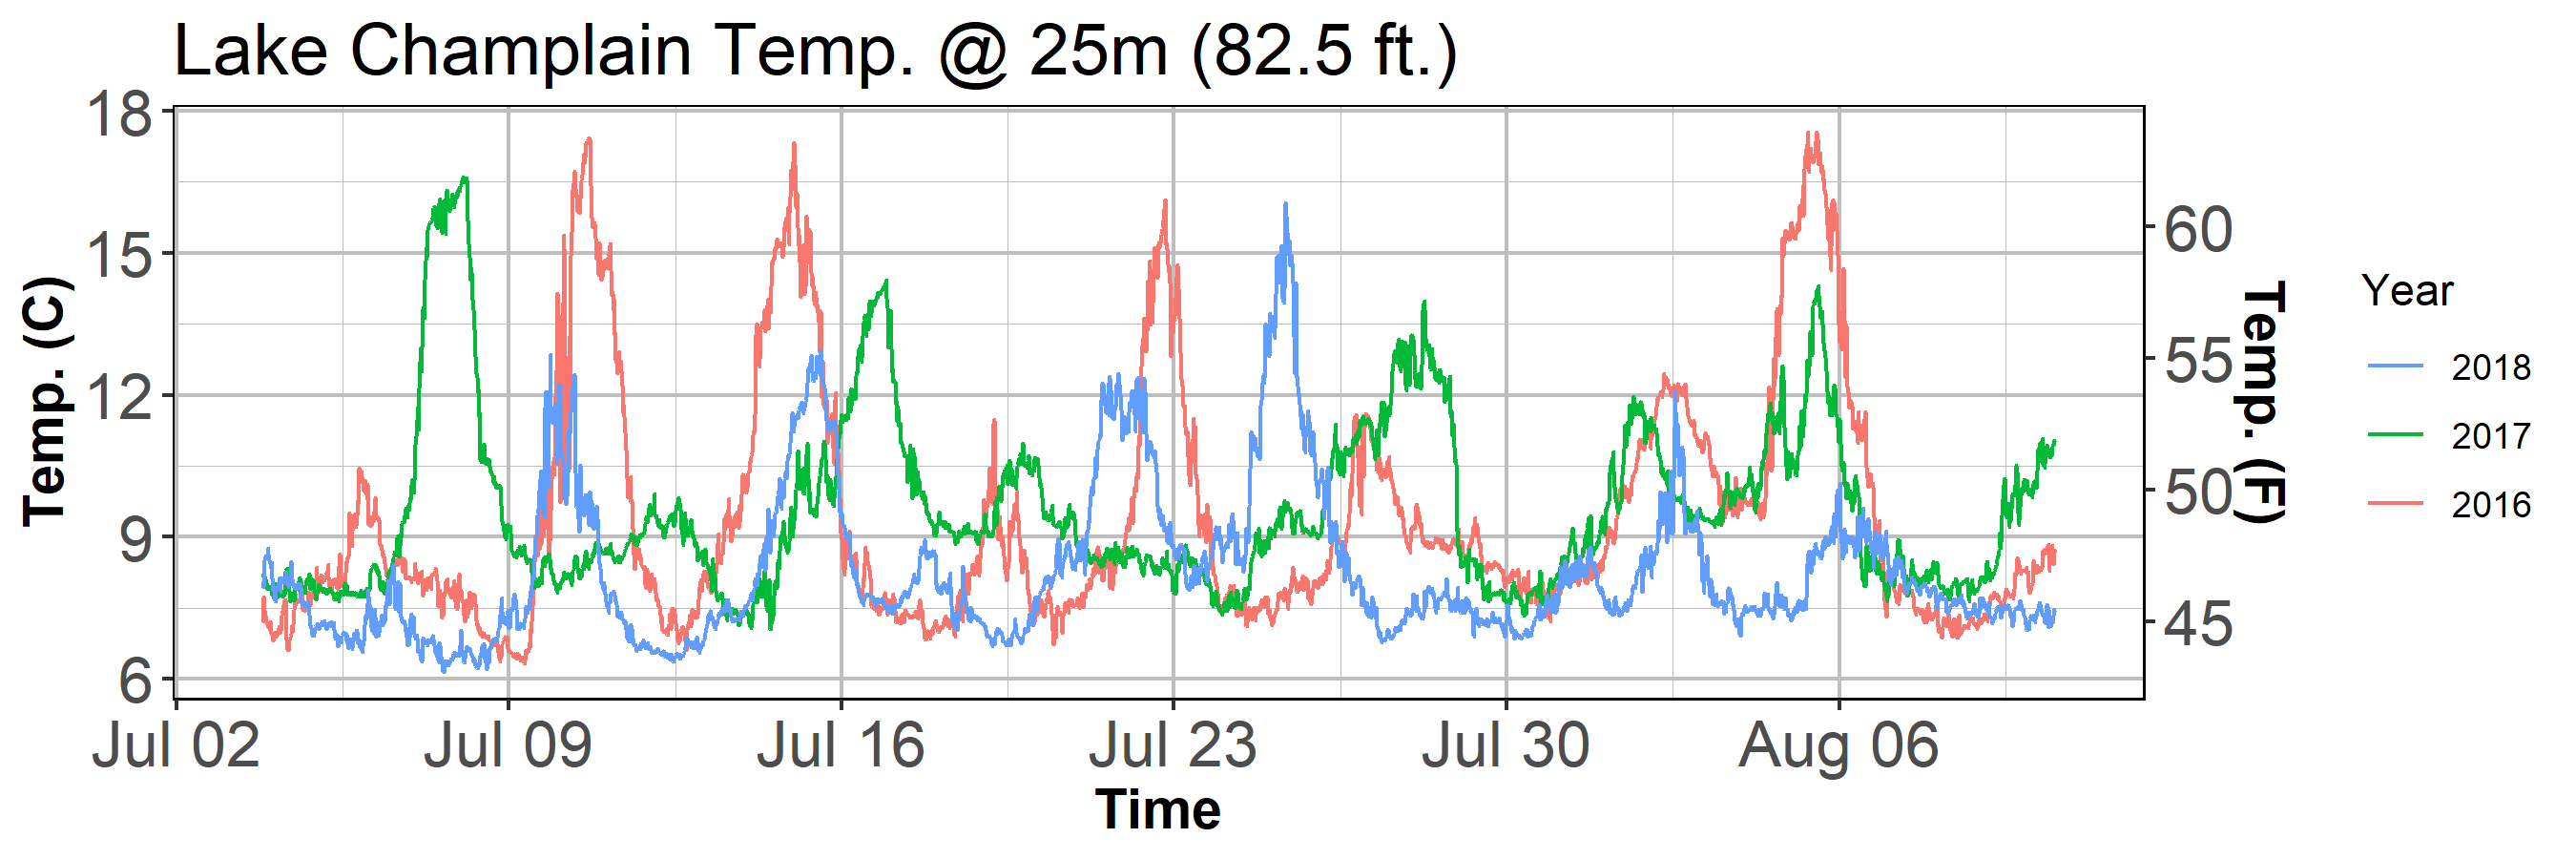 Lake Champlain Temp. @ 25m (82.5 ft.)
Temp. (C)
18
15
12
9
6
60
55
50
45
Temp. (F)
Jul 02
Jul 09
Jul 16
Jul 23
Jul 30
Aug 06
Time
Year
2018
2017
2016